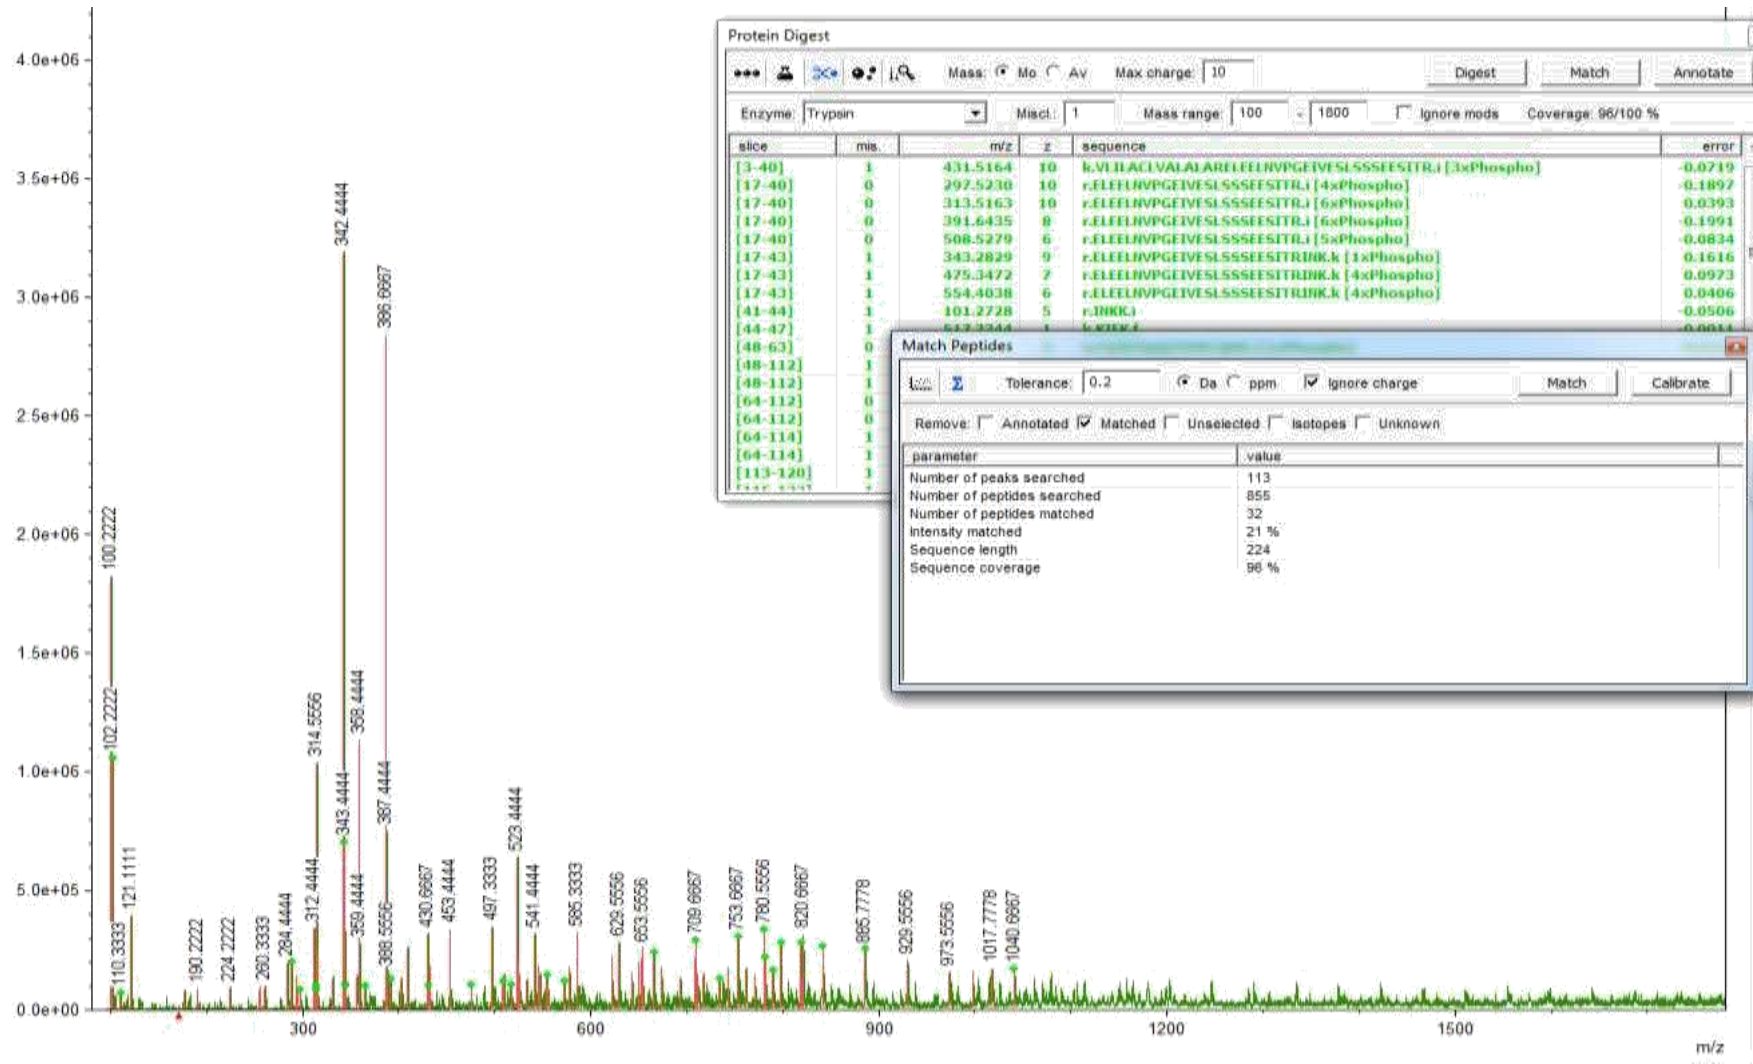 4.0e+06
3.5e+06
3.0e+06
2.5e+06
2.0e+06
1.5e+06
1.0e+06
5.0e+05
0.0e+00
100.2222
102.2222
110.3333
121.1111
190.2222
224.2222
260.3333
284.4444
312.4444
314.5556
342.4444
343.4444
358.4444
359.4444
386.6667
387.4444
388.5556
430.6667
453.4444
497.3333
523.4444
541.4444
585.3333
629.5556
653.5556
709.6667
753.6667
780.5556
820.6667
885.7778
929.5556
973.5556
1017.7778
1040.6667
300 600 900 1200 1500
m/z
Protein Digest
Mass: Mo Av Max charge: 10 Digest Match Annotate
Enzyme: Trypsin Miscl.: 1 Mass range: 100 - 1800 Ignore mods Coverage: 96/100 %
slice mis. m/z z sequence error
[3-40] 1 431.5164 10 k.VLILACLVALALARELEELNVPGEIVESLSSSEESITR.i [3xPhospho] -0.0719
[17-40] 0 297.5230 10 r.ELEELNVPGEIVESLSSSEESITR.i [4xPhospho] -0.1897
[17-40] 0 313.5163 10 r.ELEELNVPGEIVESLSSSEESITR.i [6xPhospho] 0.0393
[17-40] 0 391.6435 8 r.ELEELNVPGEIVESLSSSEESITR.i [6xPhospho] -0.1991
[17-40] 0 508.5279 6 r.ELEELNVPGEIVESLSSSEESITR.i [5xPhospho] -0.0834
[17-43] 1 343.2829 9 r.ELEELNVPGEIVESLSSSEESITRINK.k [1xPhospho] 0.1616
[17-43] 1 475.3472 7 r.ELEELNVPGEIVESLSSSEESITRINK.k [4xPhospho] 0.0973
[17-43] 1 554.4038 6 r.ELEELNVPGEIVESLSSSEESITRINK.k [4xPhospho] 0.0406
[41-44] 1 101.2728 5 r.INKK.i -0.0506
[44-47] 1
[48-63] 0
[48-112] 1
[48-112] 1
[64-112] 0
[64-112] 0
[64-114] 1
[64-114] 1
[113-120] 1
Match Peptides
Tolerance: 0.2 Da ppm Ignore charge Match Calibrate
Remove: Annotated Matched Unselected Isotopes Unknown
parameter value
Number of peaks searched 113
Number of peptides searched 855
Number of peptides matched 32
Intensity matched 21 %
Sequence length 224
Sequence coverage 96 %